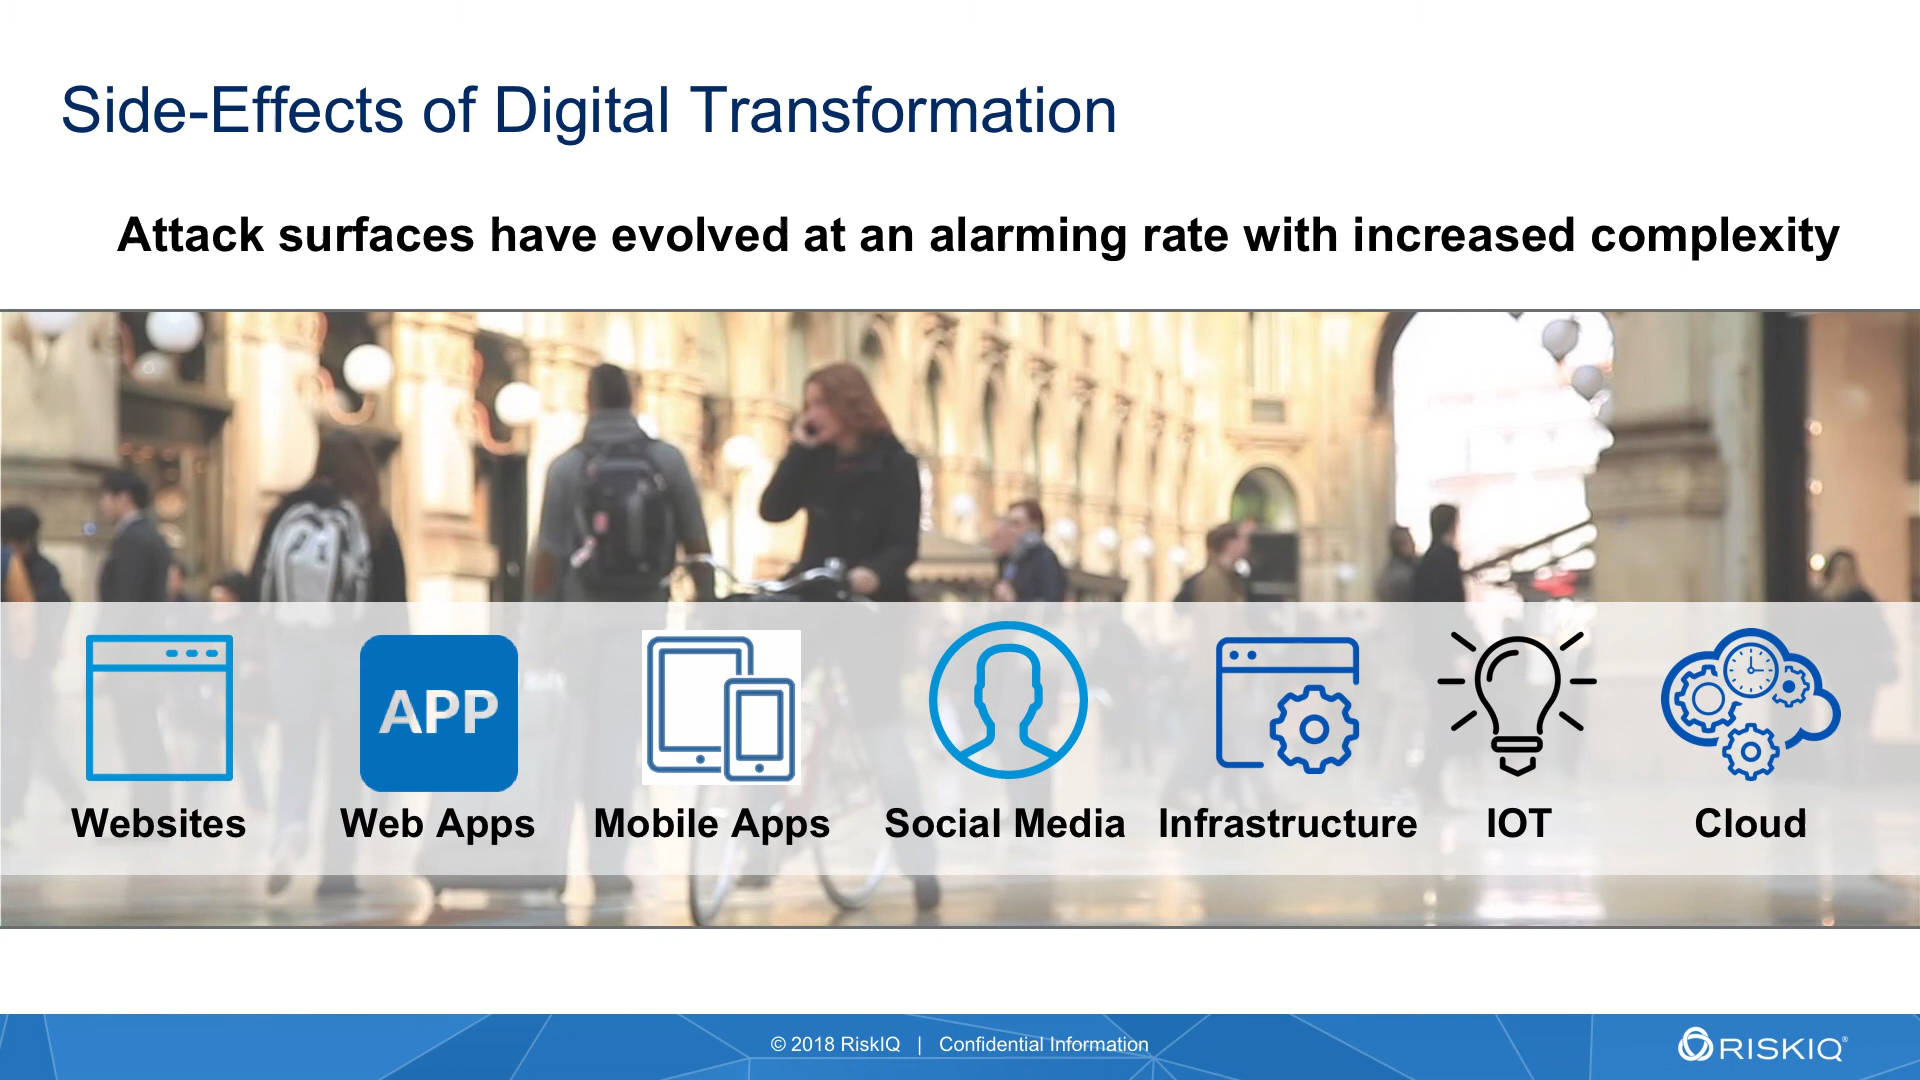 Side-Effects of Digital Transformation
Attack surfaces have evolved at an alarming rate with increased complexity
APP
Websites
Web Apps
Mobile Apps
Social Media
Infrastructure
IOT
Cloud
© 2018 RiskIQ | Confidential Information
RISKIQ®